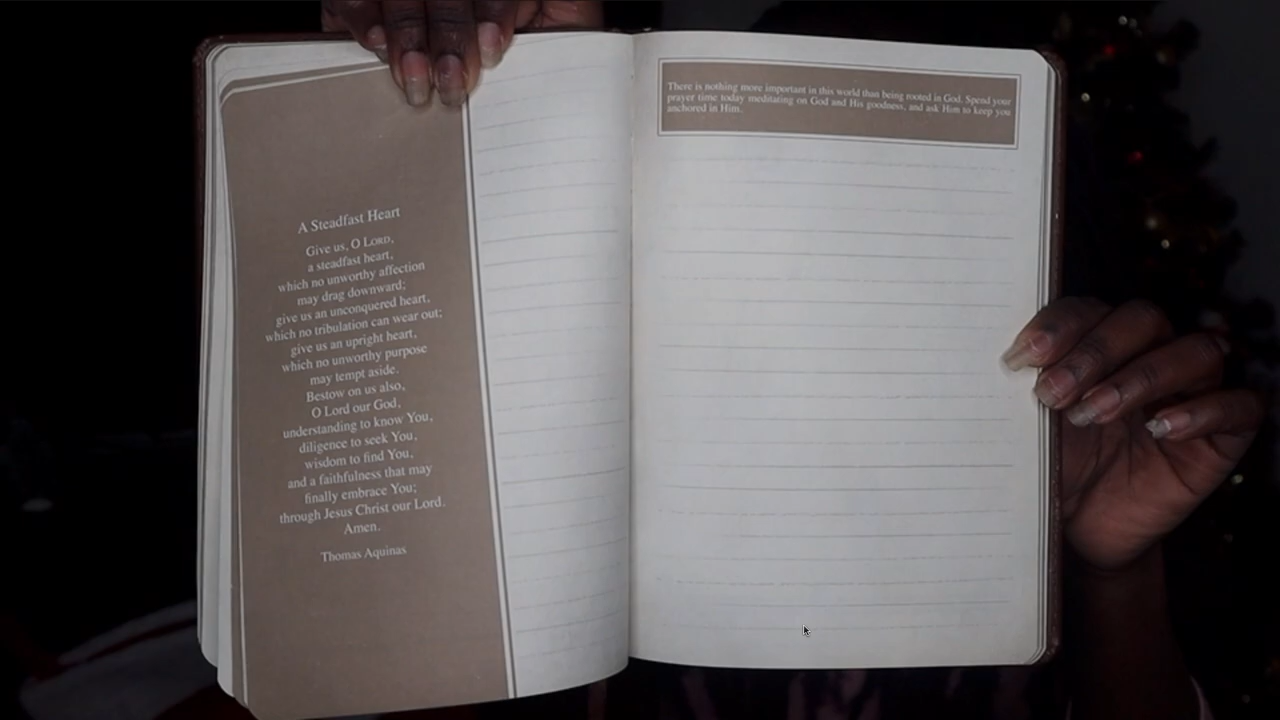 A Steadfast Heart
Give us, O LORD,
a steadfast heart,
which no unworthy affection
may drag downward;
give us an unconquered heart,
which no tribulation can wear out;
give us an upright heart,
which no unworthy purpose
may tempt aside.
Bestow on us also,
O Lord our God,
understanding to know You,
diligence to seek You,
wisdom to find You,
and a faithfulness that may
finally embrace You;
through Jesus Christ our Lord.
Amen.
Thomas Aquinas
There is nothing more important in this world than being rooted in God. Spend your
prayer time today meditating on God and His goodness, and ask Him to keep you
anchored in Him.